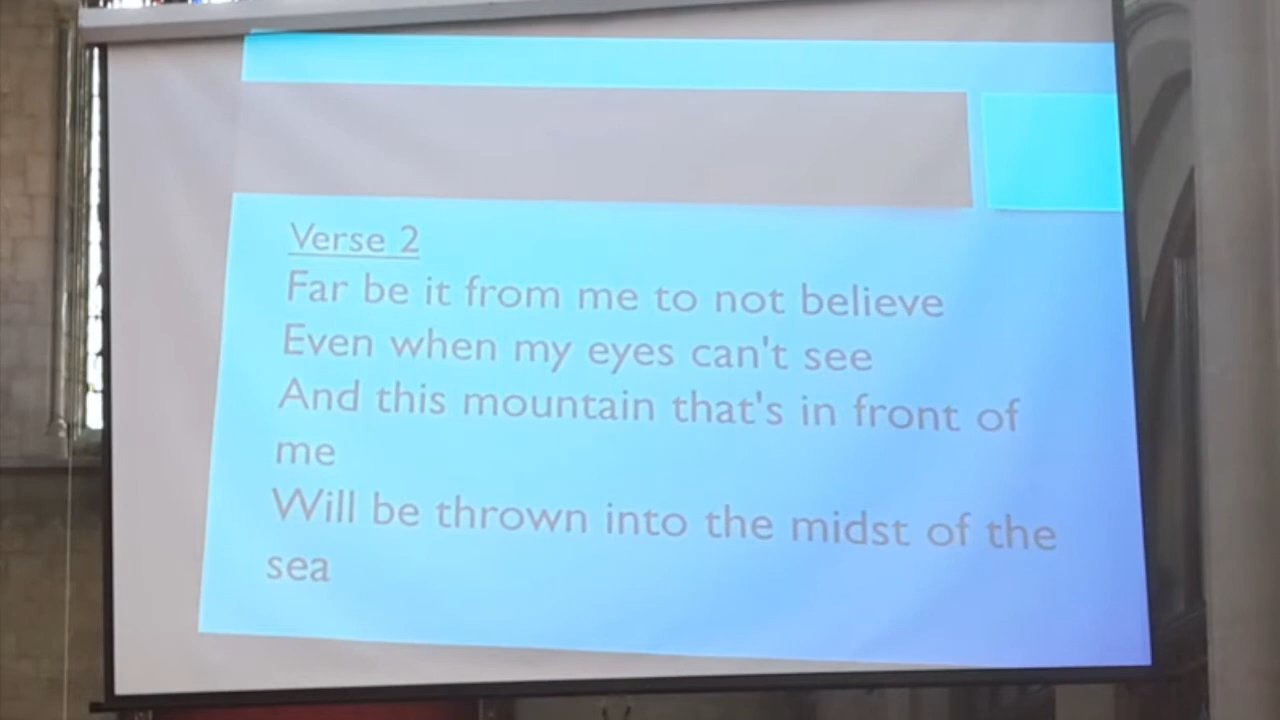 Verse 2
Far be it from me to not believe
Even when my eyes can't see
And this mountain that's in front of
me
Will be thrown into the midst of the
sea